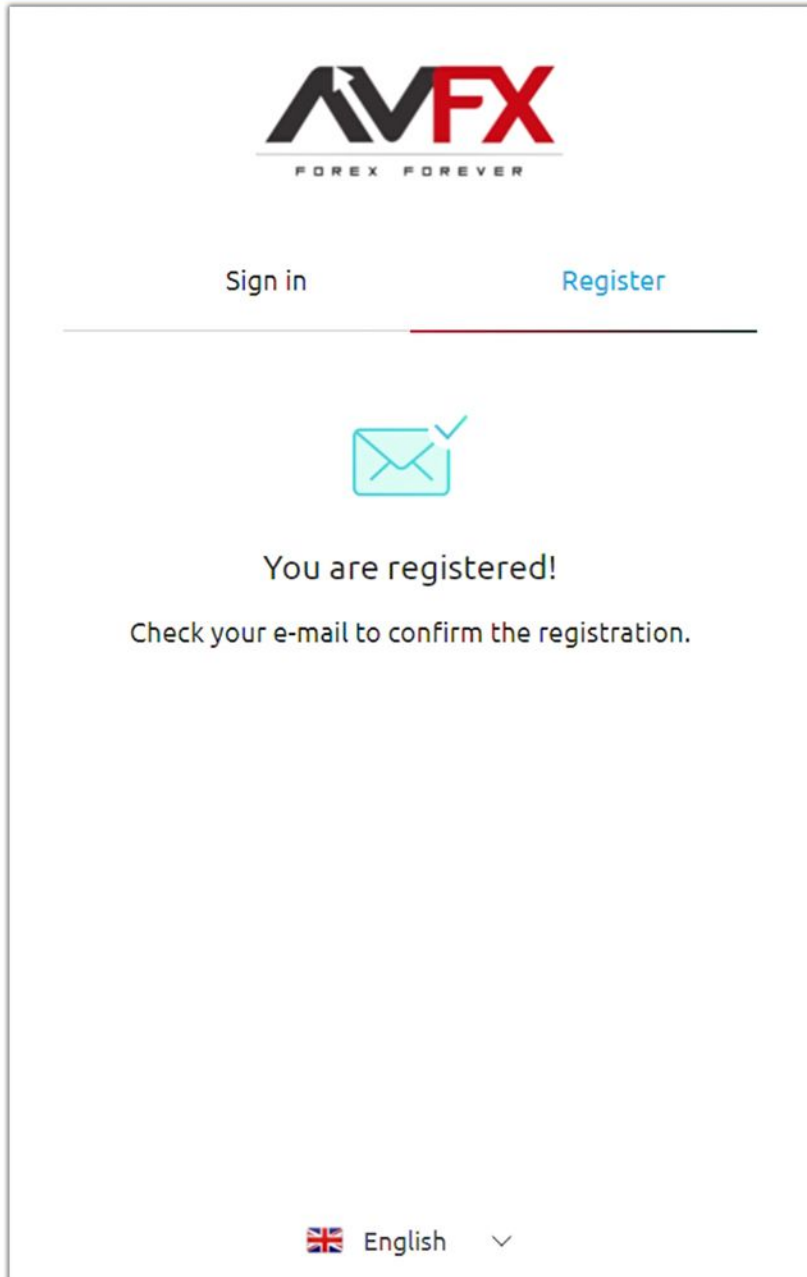 AVFX
FOREX FOREVER
Sign in Register
You are registered!
Check your e-mail to confirm the registration.
English